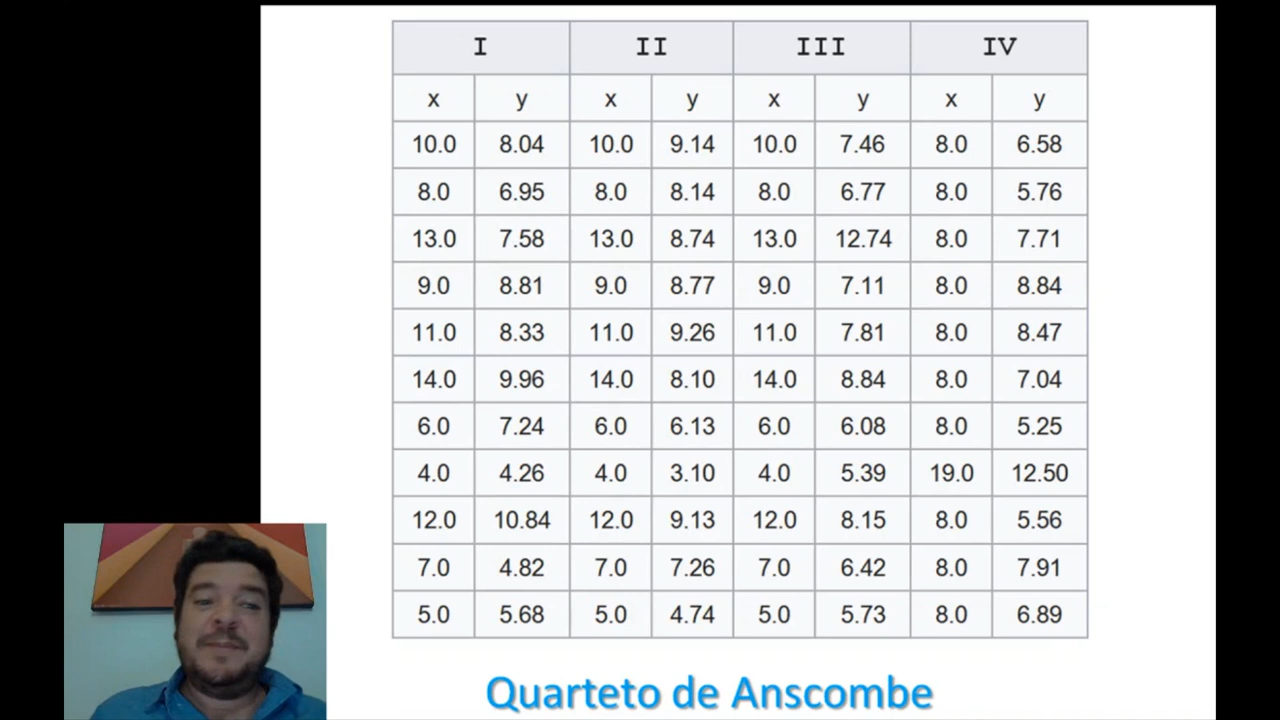 I II III IV
x y x y x y x y
10.0 8.04 10.0 9.14 10.0 7.46 8.0 6.58
8.0 6.95 8.0 8.14 8.0 6.77 8.0 5.76
13.0 7.58 13.0 8.74 13.0 12.74 8.0 7.71
9.0 8.81 9.0 8.77 9.0 7.11 8.0 8.84
11.0 8.33 11.0 9.26 11.0 7.81 8.0 8.47
14.0 9.96 14.0 8.10 14.0 8.84 8.0 7.04
6.0 7.24 6.0 6.13 6.0 6.08 8.0 5.25
4.0 4.26 4.0 3.10 4.0 5.39 19.0 12.50
12.0 10.84 12.0 9.13 12.0 8.15 8.0 5.56
7.0 4.82 7.0 7.26 7.0 6.42 8.0 7.91
5.0 5.68 5.0 4.74 5.0 5.73 8.0 6.89
Quarteto de Anscombe